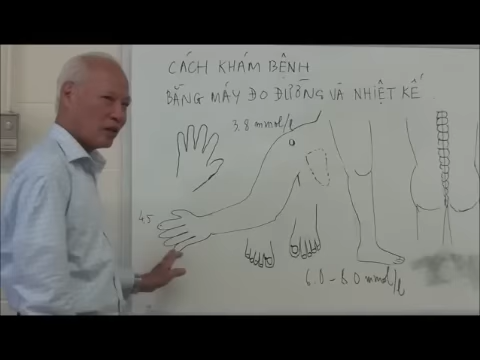 CÁCH KHÁM BỆNH
BẰNG MÁY ĐO ĐƯỜNG VÀ NHIỆT KẾ
3.8 mmol/l
4.5
6.0-8.0 mmol/l